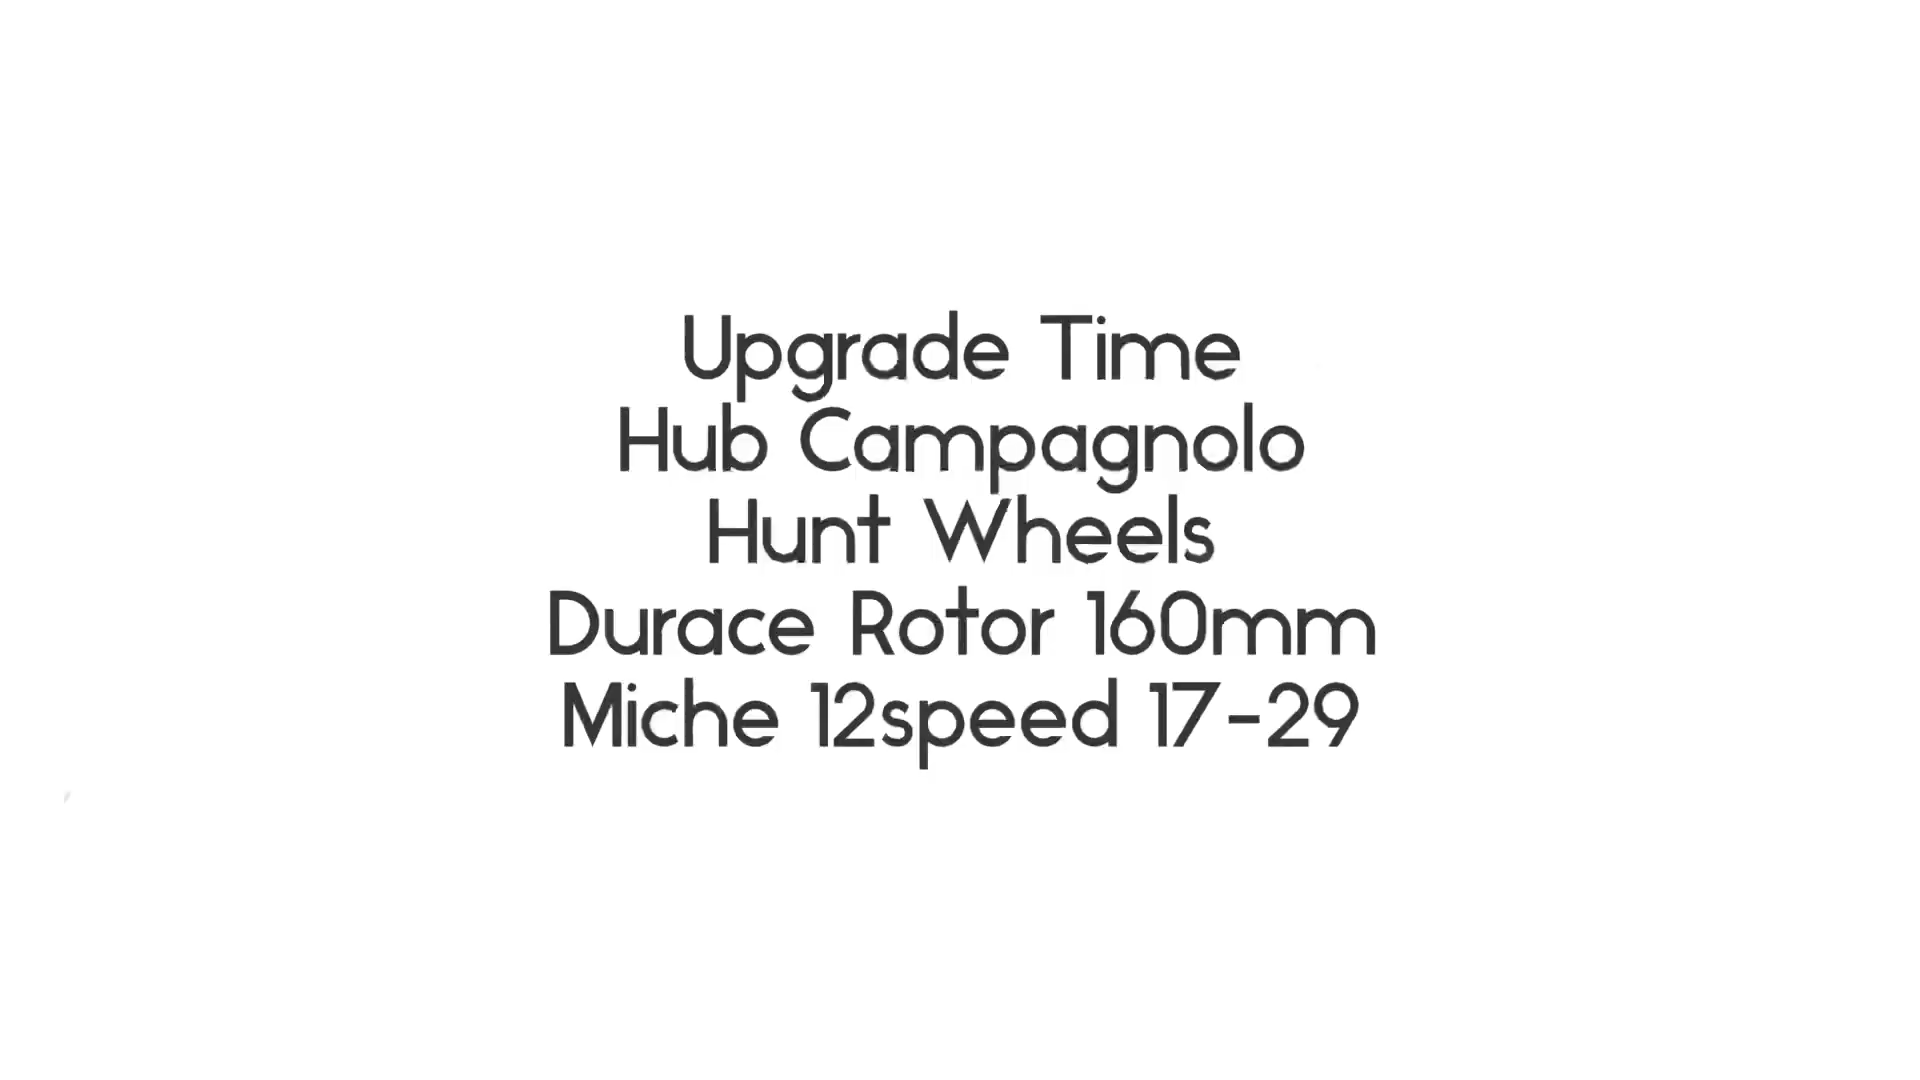 Upgrade Time
Hub Campagnolo
Hunt Wheels
Durace Rotor 160mm
Miche 12speed 17-29